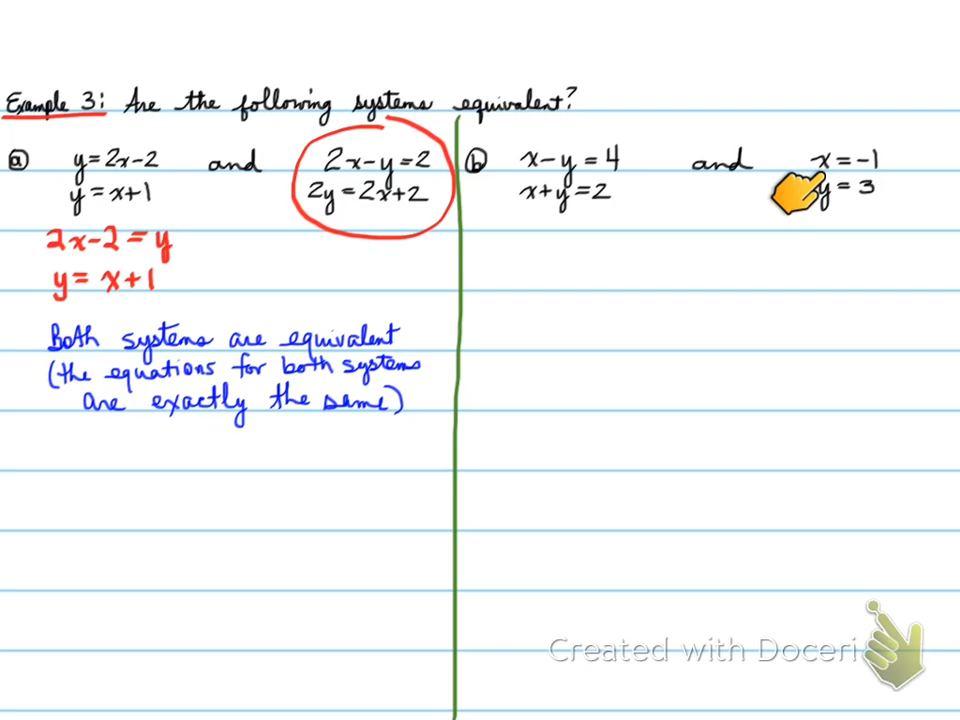 Example 3: Are the following systems equivalent?
ⓐ y = 2x - 2 and 2x - y = 2
y = x + 1 2y = 2x + 2
2x - 2 = y
y = x + 1
Both systems are equivalent
(the equations for both systems
are exactly the same)
ⓑ x - y = 4 and x = -1
x + y = 2 y = 3
Created with Doceri